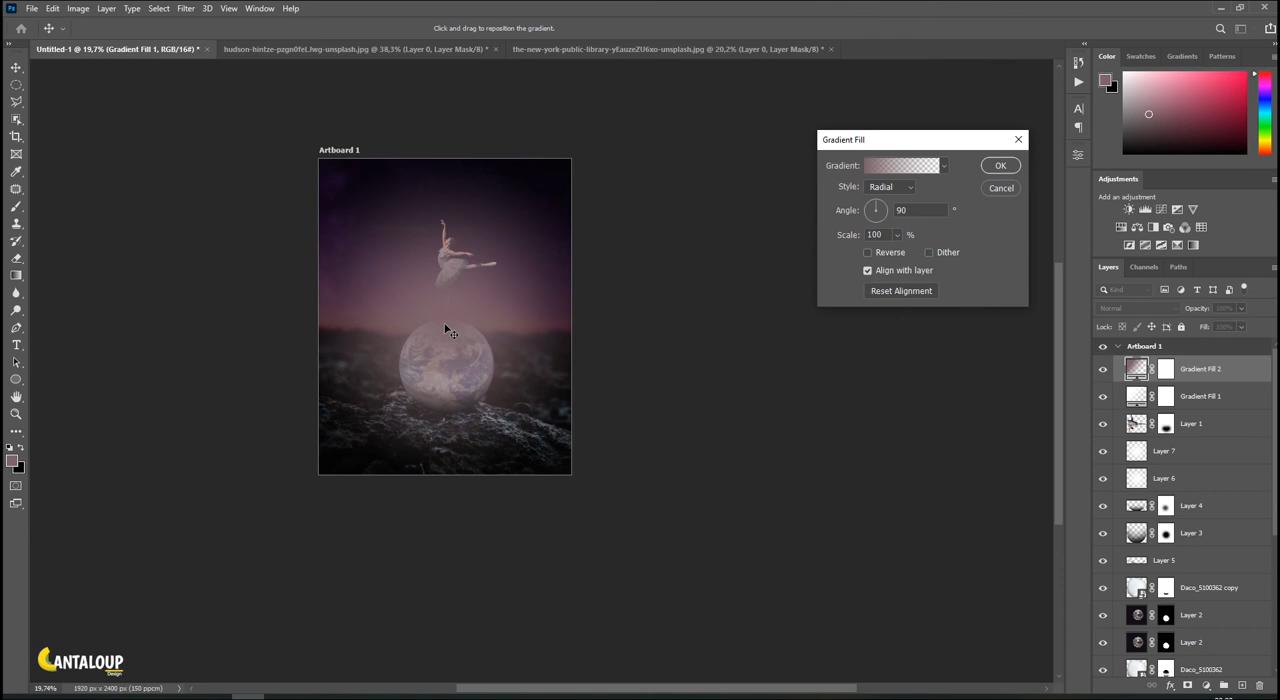 Ps File Edit Image Layer Type Select Filter 3D View Window Help
Click and drag to reposition the gradient.
Untitled-1 @ 19,7% (Gradient Fill 1, RGB/16#) *
hudson-hintze-pzgn0feI_lwg-unsplash.jpg @ 38,3% (Layer 0, Layer Mask/8) *
the-new-york-public-library-yEauzeZU6xo-unsplash.jpg @ 20,2% (Layer 0, Layer Mask/8) *
Artboard 1
Gradient Fill
Gradient:
OK
Style: Radial
Cancel
Angle: 90 °
Scale: 100 %
Reverse Dither
Align with layer
Reset Alignment
Color Swatches Gradients Patterns
Adjustments
Add an adjustment
Layers Channels Paths
Kind
Normal Opacity: 100%
Lock: Fill: 100%
Artboard 1
Gradient Fill 2
Gradient Fill 1
Layer 1
Layer 7
Layer 6
Layer 4
Layer 3
Layer 5
Daco_5100362 copy
Layer 2
Layer 2
Daco_5100362
fx
CANTALOUP
Design
19,74% 1920 px x 2400 px (150 ppcm)